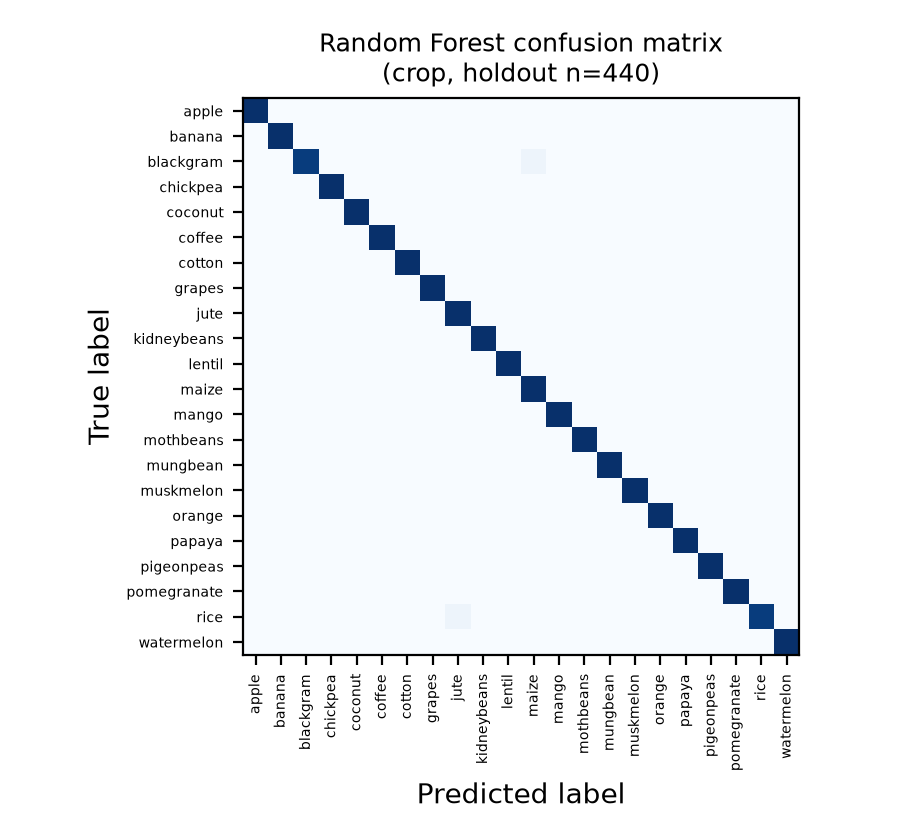 Random Forest confusion matrix
(crop, holdout n=440)
apple
banana
blackgram
chickpea
coconut
coffee
cotton
grapes
jute
kidneybeans
lentil
maize
mango
mothbeans
mungbean
muskmelon
orange
papaya
pigeonpeas
pomegranate
rice
watermelon
True label
apple
banana
blackgram
chickpea
coconut
coffee
cotton
grapes
jute
kidneybeans
lentil
maize
mango
mothbeans
mungbean
muskmelon
orange
papaya
pigeonpeas
pomegranate
rice
watermelon
Predicted label